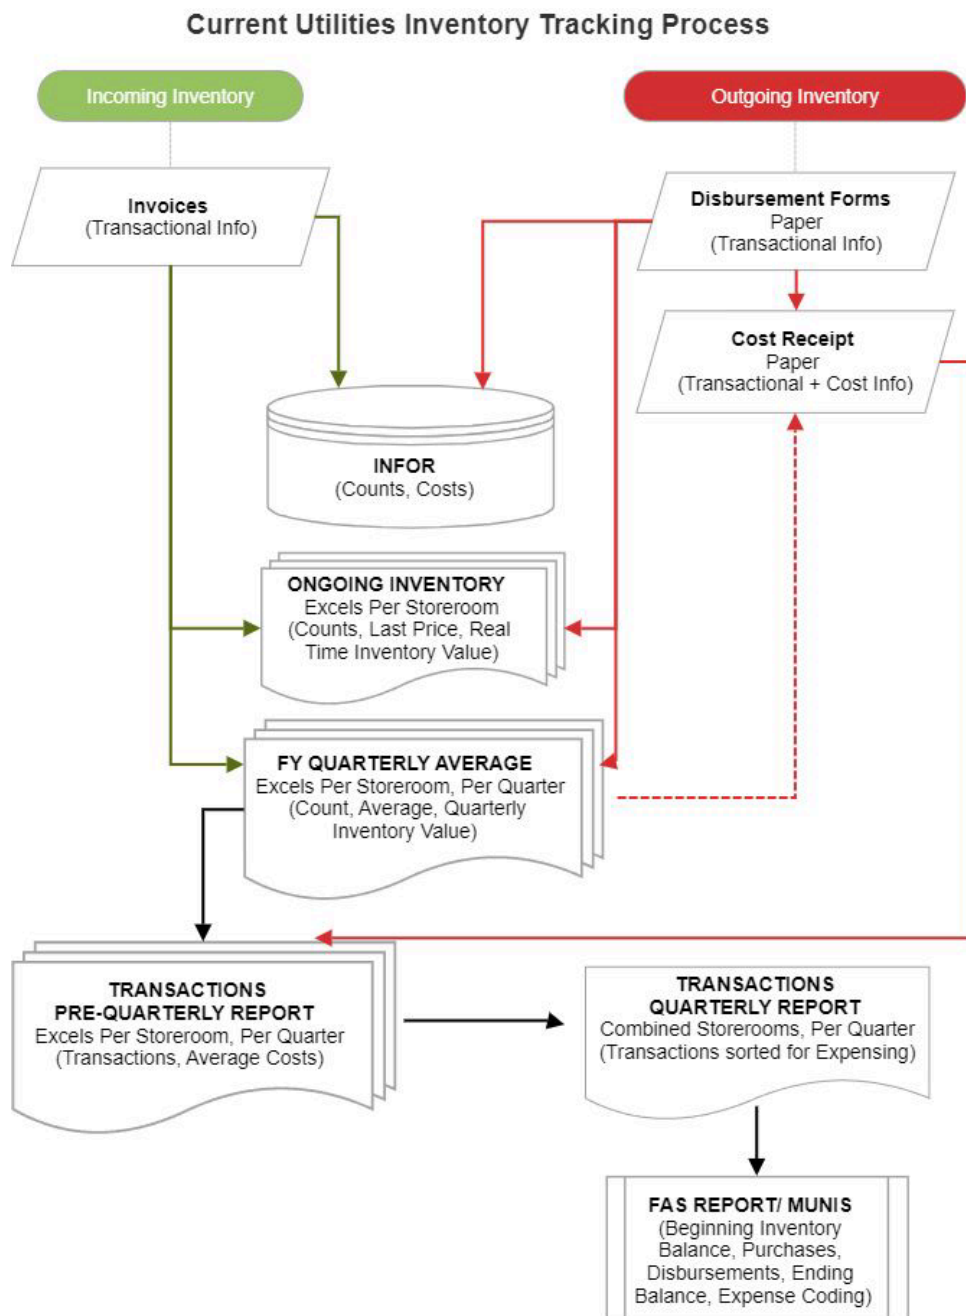 Current Utilities Inventory Tracking Process
Incoming Inventory
Outgoing Inventory
Invoices
(Transactional Info)
Disbursement Forms
Paper
(Transactional Info)
Cost Receipt
Paper
(Transactional + Cost Info)
INFOR
(Counts, Costs)
ONGOING INVENTORY
Excels Per Storeroom
(Counts, Last Price, Real
Time Inventory Value)
FY QUARTERLY AVERAGE
Excels Per Storeroom, Per Quarter
(Count, Average, Quarterly
Inventory Value)
TRANSACTIONS
PRE-QUARTERLY REPORT
Excels Per Storeroom, Per Quarter
(Transactions, Average Costs)
TRANSACTIONS
QUARTERLY REPORT
Combined Storerooms, Per Quarter
(Transactions sorted for Expensing)
FAS REPORT/ MUNIS
(Beginning Inventory
Balance, Purchases,
Disbursements, Ending
Balance, Expense Coding)